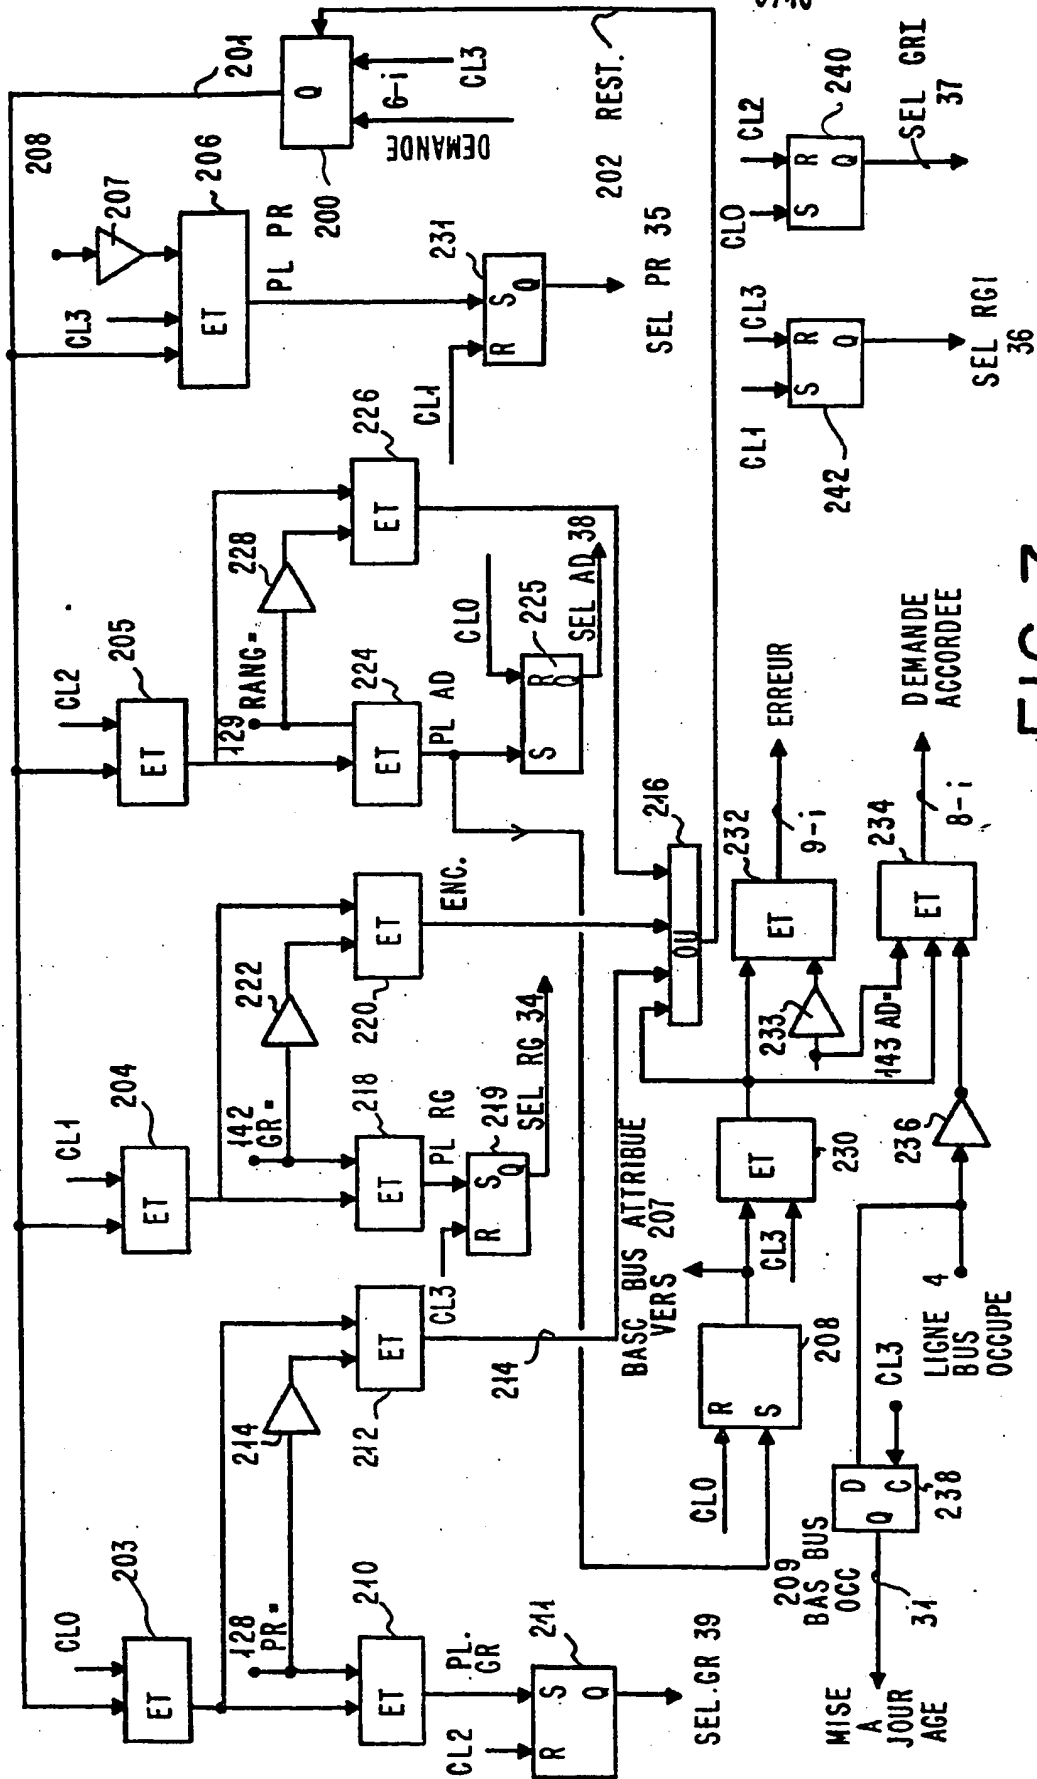 201
208
207
206
CL3
ET
PL PR
Q
200
6-i
CL3
DEMANDE
REST.
202
CL2
205
ET
129 RANG=
228
226
ET
224
ET
PL AD
CL0
R
S
Q
225
SEL AD 38
231
R
S
Q
CL1
SEL PR 35
CL1
204
ET
142
GR=
222
218
ET
220
ET
ENC.
PL RG
219
R
S
Q
CL3
SEL RG 34
CL0
203
ET
128
PR=
214
210
ET
212
ET
PL.
GR
211
S
R
Q
CL2
SEL.GR 39
214
216
OU
BASC BUS ATTRIBUE
VERS 207
CL0
R
S
208
CL3
ET
230
232
ET
233
9-i
ERREUR
143 AD=
234
ET
8-i
DEMANDE
ACCORDEE
236
LIGNE 4
BUS
OCCUPE
CL3
D
C
Q
238
209
BAS BUS
OCC
31
MISE
A
JOUR
AGE
CL1
CL3
S
R
Q
242
SEL RGI
36
CL0
CL2
S
R
Q
240
SEL GRI
37